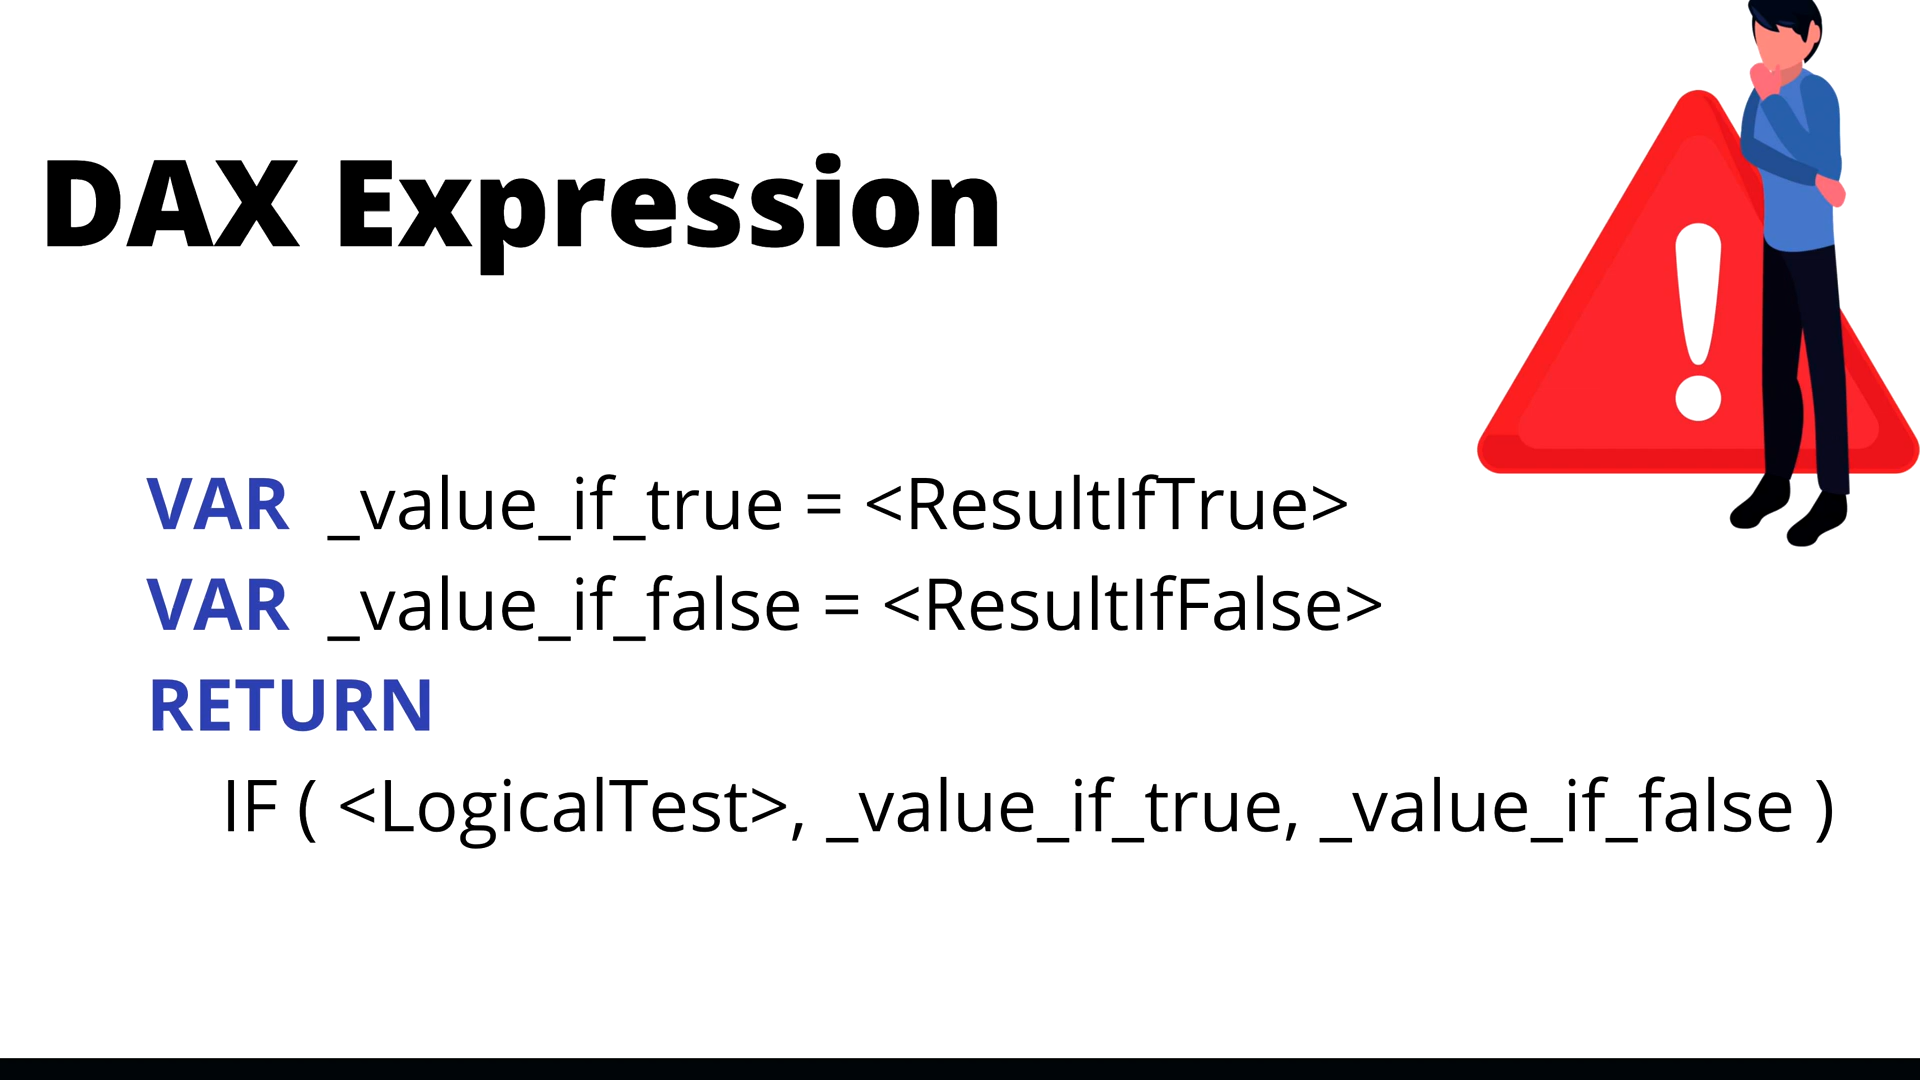 DAX Expression
VAR _value_if_true = <ResultIfTrue>
VAR _value_if_false = <ResultIfFalse>
RETURN
IF ( <LogicalTest>, _value_if_true, _value_if_false )